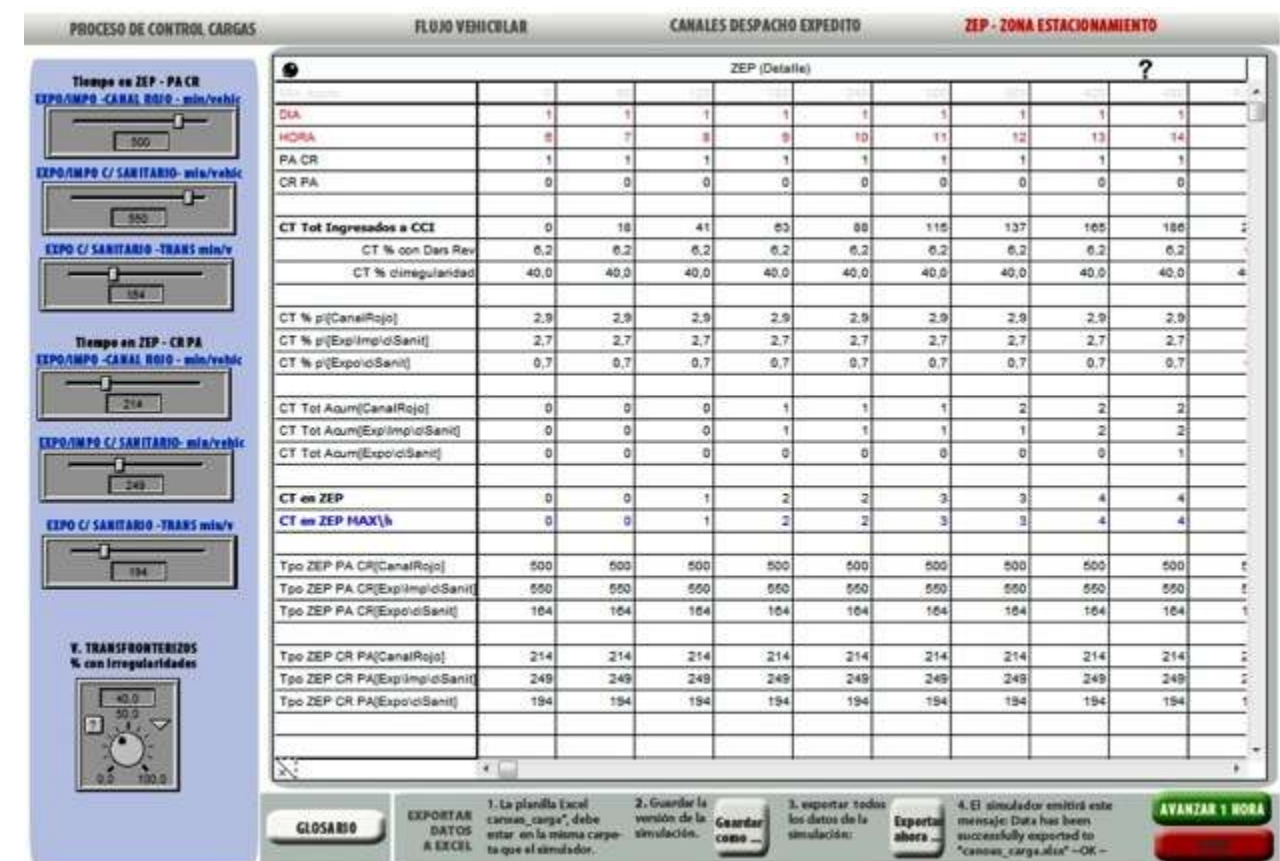 PROCESO DE CONTROL CARGAS FLUJO VEHICULAR CANALES DESPACHO EXPEDITO ZEP - ZONA ESTACIONAMIENTO
Tiempo en ZEP - PA CR
EXPO/IMPO -CANAL ROJO - min/vehic
500
EXPO/IMPO C/ SANITARIO- min/vehic
550
EXPO C/ SANITARIO -TRANS min/v
164
Tiempo en ZEP - CR PA
EXPO/IMPO -CANAL ROJO - min/vehic
214
EXPO/IMPO C/ SANITARIO- min/vehic
249
EXPO C/ SANITARIO -TRANS min/v
194
V. TRANSFRONTERIZOS
% con Irregularidades
40.0
50.0
?
0.0 100.0
ZEP (Detalle) ?
DIA 1 1 1 1 1 1 1 1 1
HORA 6 7 8 9 10 11 12 13 14
PA CR 1 1 1 1 1 1 1 1 1
CR PA 0 0 0 0 0 0 0 0 0
CT Tot Ingresados a CCI 0 18 41 63 88 115 137 165 186
CT % con Dars Rev 6,2 6,2 6,2 6,2 6,2 6,2 6,2 6,2 6,2
CT % c\irregularidad 40,0 40,0 40,0 40,0 40,0 40,0 40,0 40,0 40,0
CT % p\[CanalRojo] 2,9 2,9 2,9 2,9 2,9 2,9 2,9 2,9 2,9
CT % p\[Exp\Imp\c\Sanit] 2,7 2,7 2,7 2,7 2,7 2,7 2,7 2,7 2,7
CT % p\[Expo\c\Sanit] 0,7 0,7 0,7 0,7 0,7 0,7 0,7 0,7 0,7
CT Tot Acum[CanalRojo] 0 0 0 1 1 1 2 2 2
CT Tot Acum[Exp\Imp\c\Sanit] 0 0 0 1 1 1 1 2 2
CT Tot Acum[Expo\c\Sanit] 0 0 0 0 0 0 0 0 1
CT en ZEP 0 0 1 2 2 3 3 4 4
CT en ZEP MAX\h 0 0 1 2 2 3 3 4 4
Tpo ZEP PA CR[CanalRojo] 500 500 500 500 500 500 500 500 500
Tpo ZEP PA CR[Exp\Imp\c\Sanit] 550 550 550 550 550 550 550 550 550
Tpo ZEP PA CR[Expo\c\Sanit] 164 164 164 164 164 164 164 164 164
Tpo ZEP CR PA[CanalRojo] 214 214 214 214 214 214 214 214 214
Tpo ZEP CR PA[Exp\Imp\c\Sanit] 249 249 249 249 249 249 249 249 249
Tpo ZEP CR PA[Expo\c\Sanit] 194 194 194 194 194 194 194 194 194
GLOSARIO
EXPORTAR
DATOS
A EXCEL
1. La planilla Excel
canoas_carga", debe
estar en la misma carpe-
ta que el simulador.
2. Guardar la
versión de la
simulación.
Guardar
como ...
3. exportar todos
los datos de la
simulación:
Exportar
ahora ...
4. El simulador emitirá este
mensaje: Data has been
successfully exported to
"canoas_carga.xlsx" --OK --
AVANZAR 1 HORA